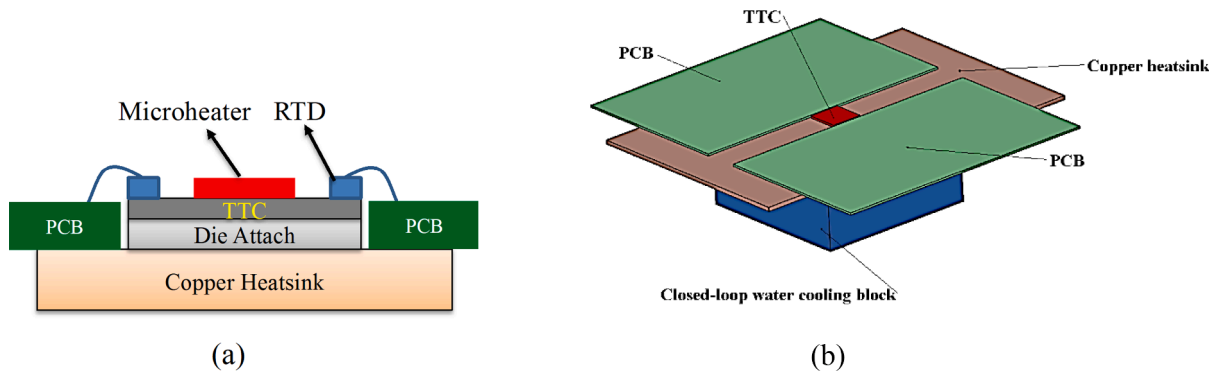 Microheater RTD
PCB
TTC
PCB
Die Attach
Copper Heatsink
(a)
TTC
PCB
Copper heatsink
PCB
Closed-loop water cooling block
(b)